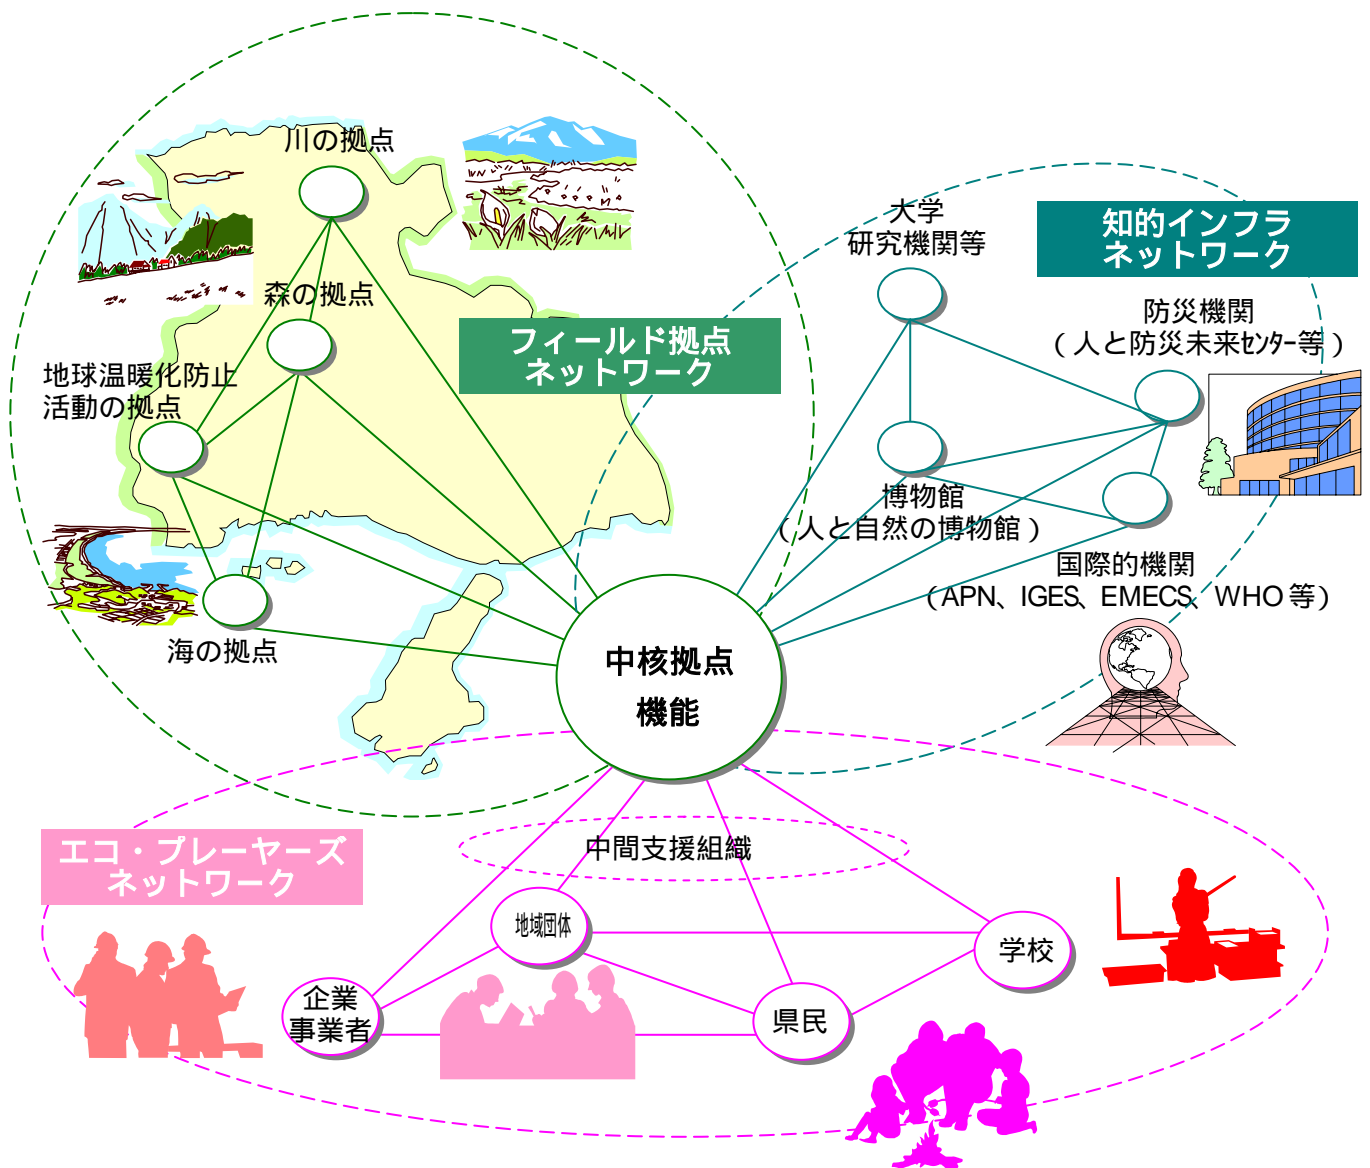 川の拠点
森の拠点
地球温暖化防止
活動の拠点
海の拠点
フィールド拠点
ネットワーク
大学
研究機関等
知的インフラ
ネットワーク
防災機関
（人と防災未来ｾﾝﾀｰ等）
博物館
（人と自然の博物館）
国際的機関
（APN、IGES、EMECS、WHO等）
中核拠点
機能
中間支援組織
エコ・プレーヤーズ
ネットワーク
地域団体
学校
企業
事業者
県民